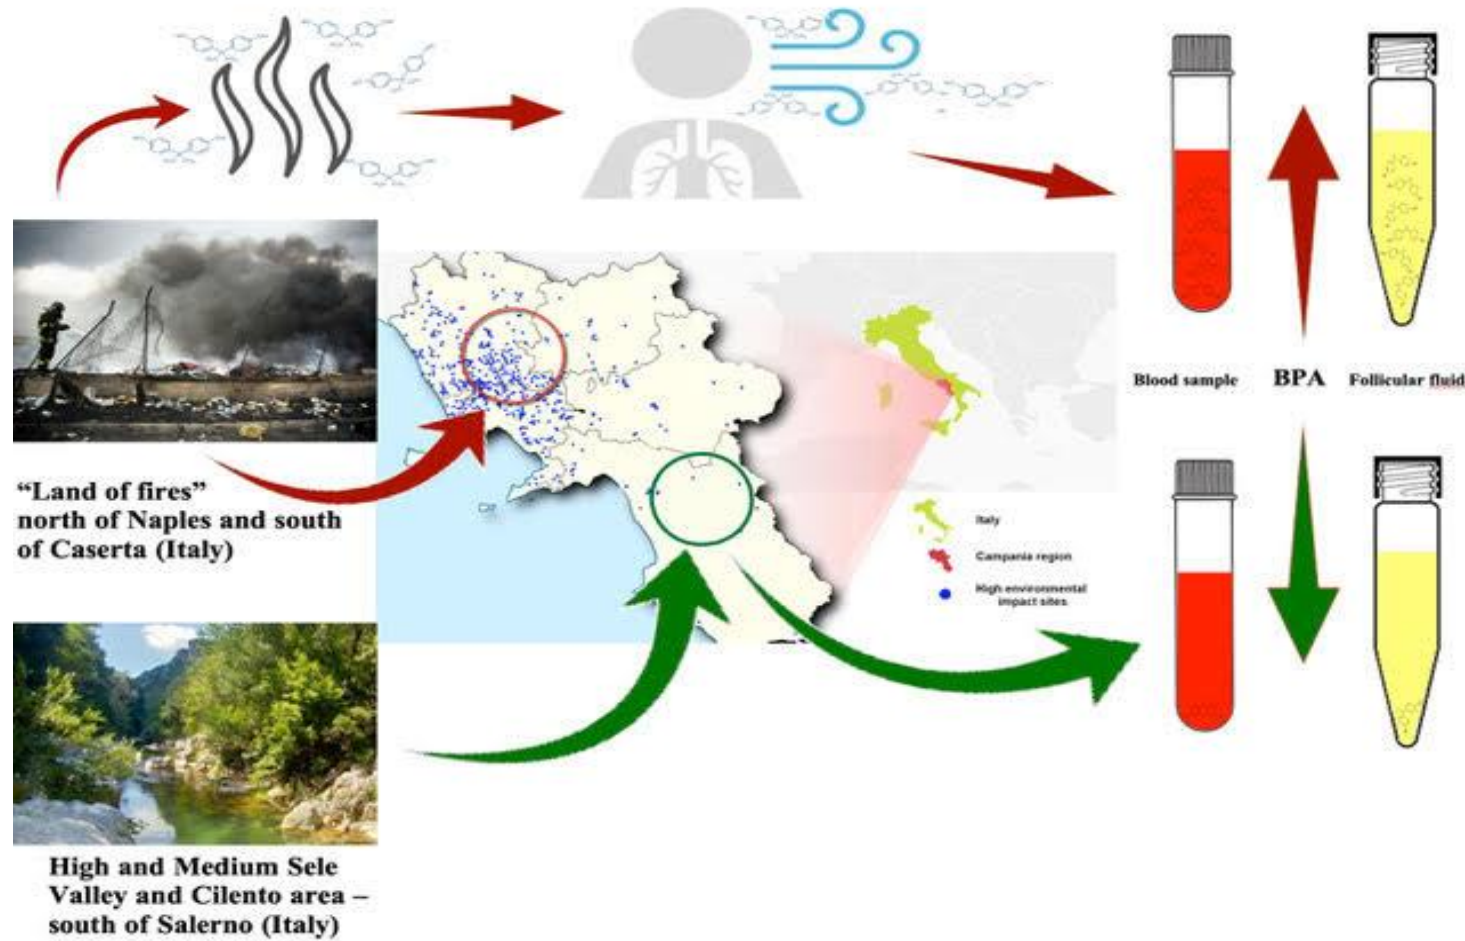 “Land of fires”
north of Naples and south
of Caserta (Italy)
High and Medium Sele
Valley and Cilento area –
south of Salerno (Italy)
Italy
Campania region
High environmental
impact sites
Blood sample
BPA
Follicular fluid